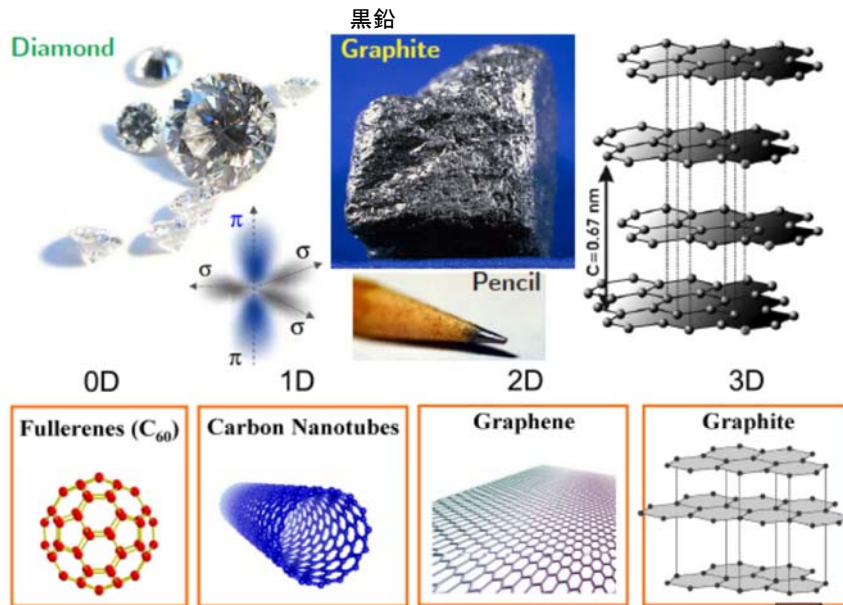 黒鉛
Diamond
Graphite
π
σ
σ
σ
π
Pencil
C=0.67 nm
0D
1D
2D
3D
Fullerenes (C₆₀)
Carbon Nanotubes
Graphene
Graphite